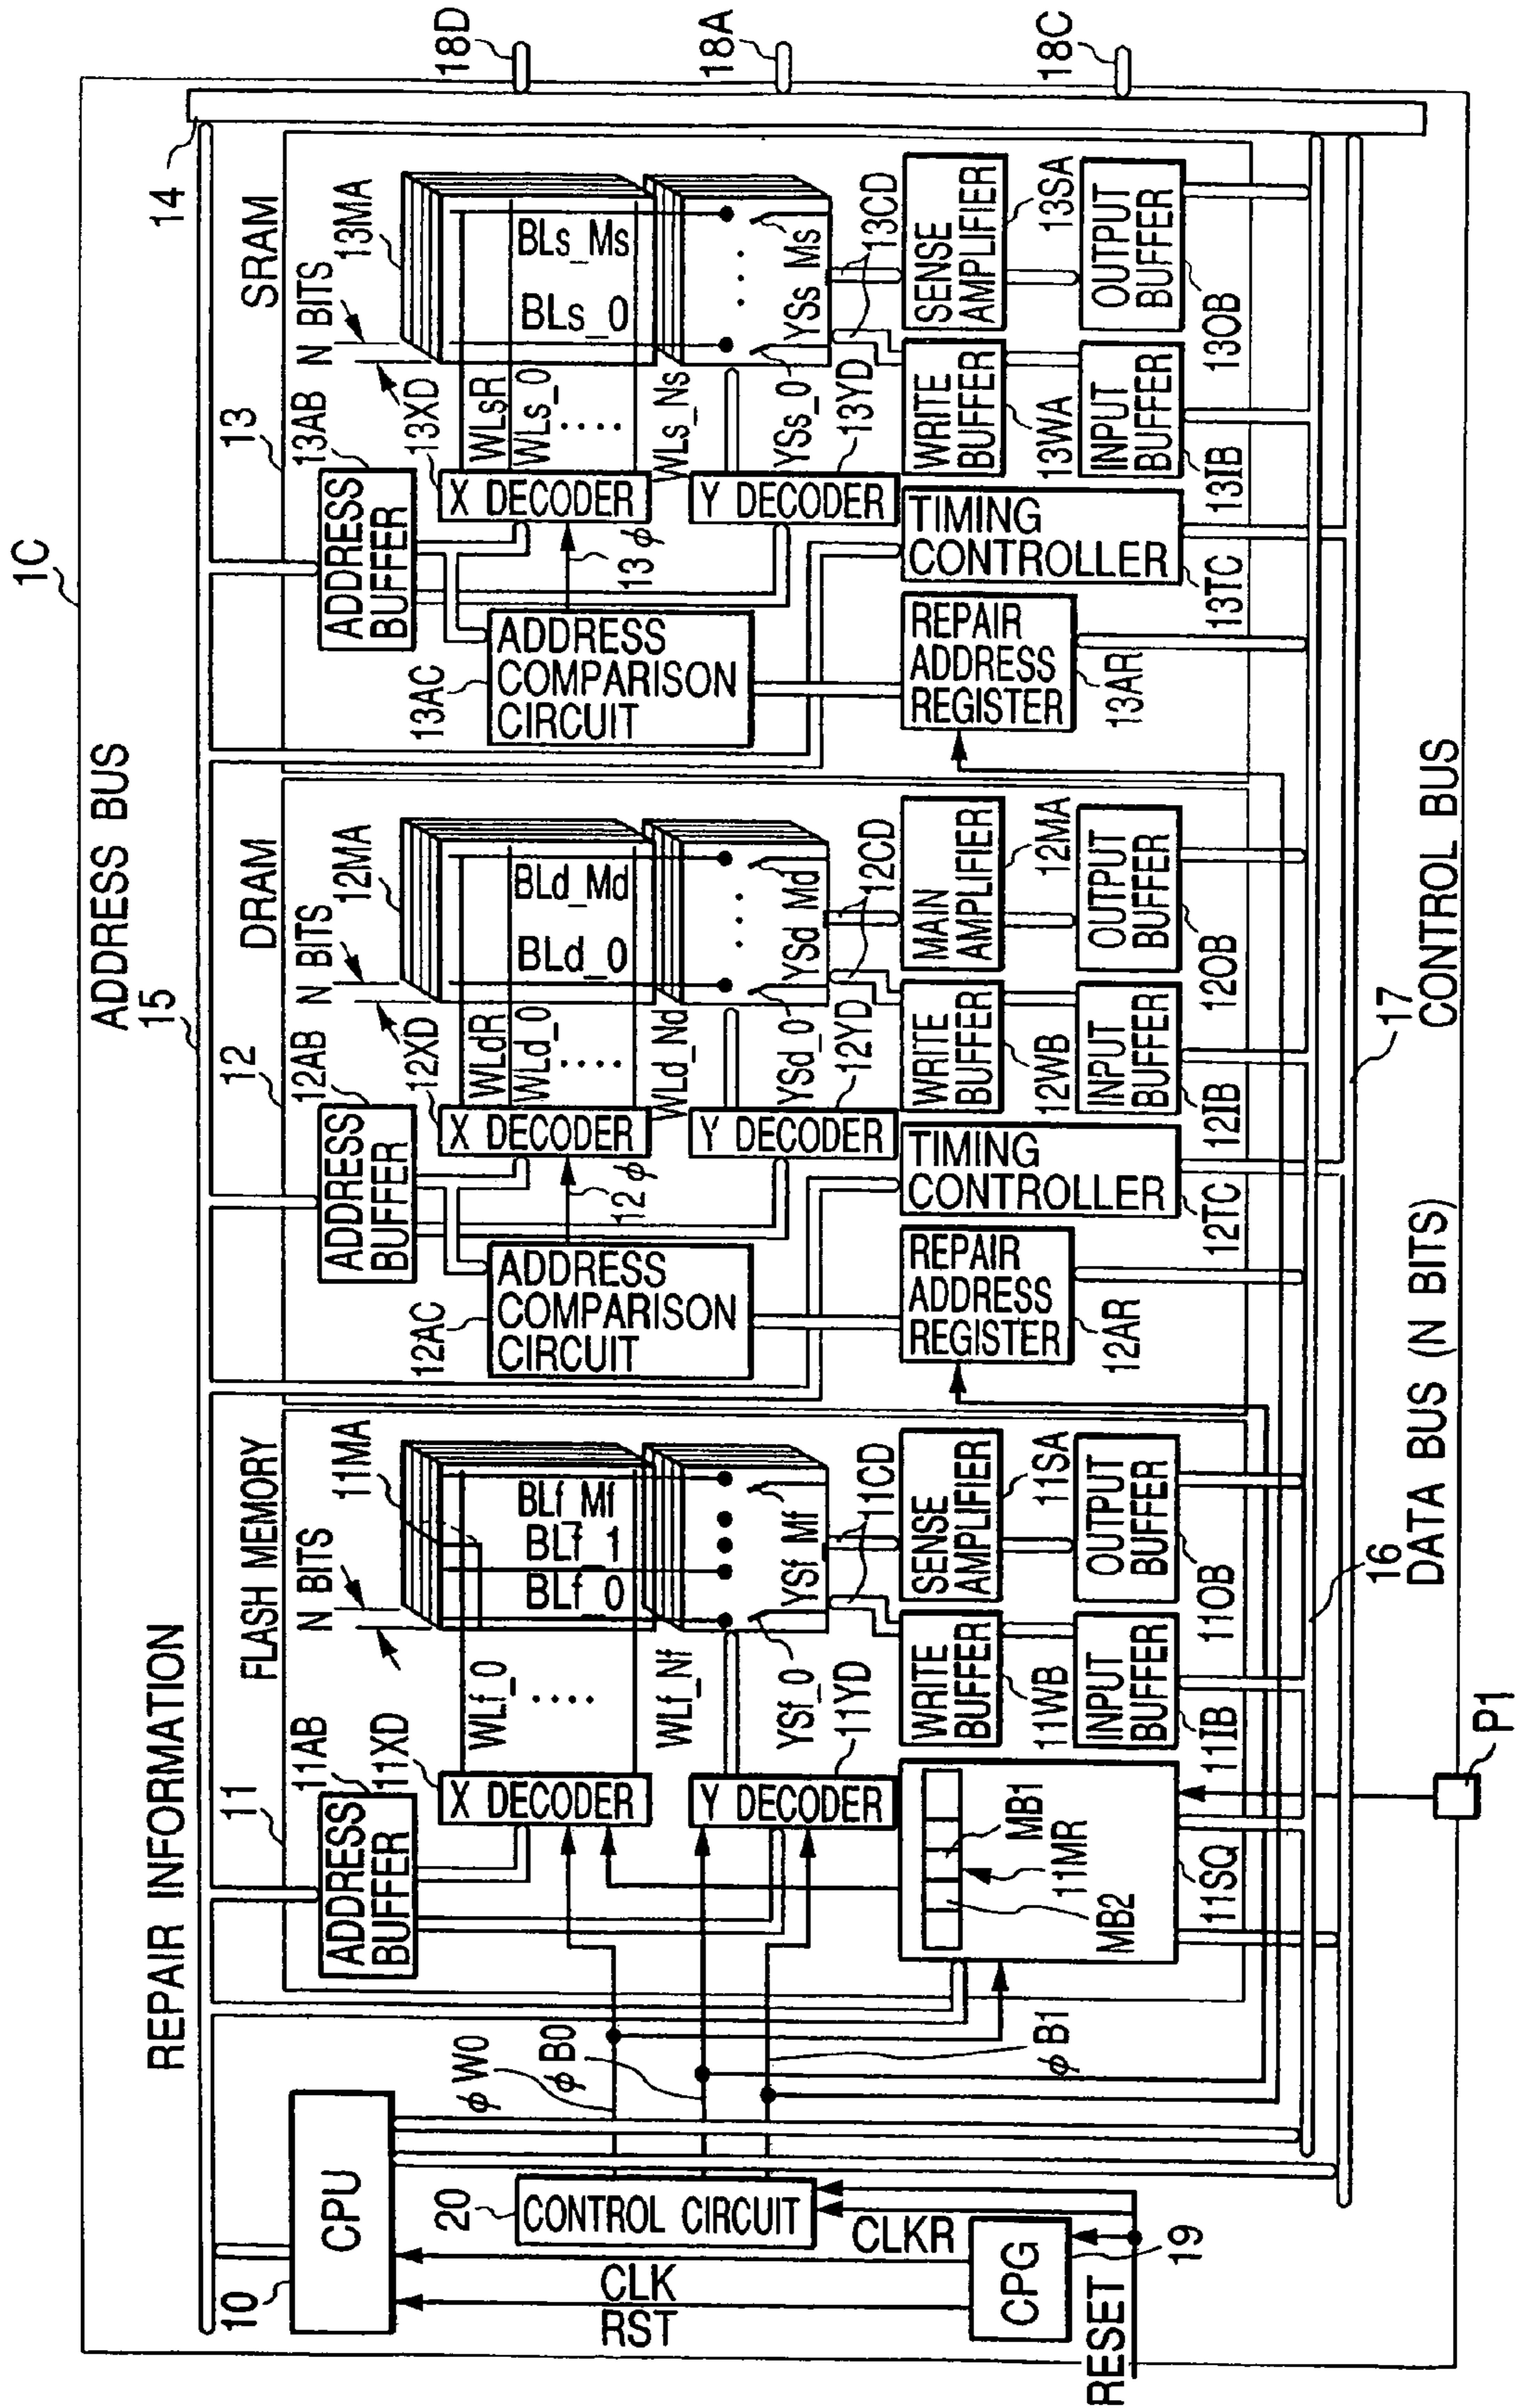 1C
ADDRESS BUS
15
REPAIR INFORMATION
14
18D
18A
18C
CPU
10
CLK
RST
CPG
19
CLKR
RESET
CONTROL CIRCUIT
20
φ W0
φ B0
φ B1
11
FLASH MEMORY
N BITS
11MA
11AB
ADDRESS
BUFFER
11XD
X DECODER
WLf_0
....
WLf_Nf
BLf_Mf
BLf_1
BLf_0
YSf_0
YSf_Mf
11CD
Y DECODER
11YD
MB1
11MR
MB2
11SQ
WRITE
BUFFER
11WB
SENSE
AMPLIFIER
11SA
INPUT
BUFFER
11IB
OUTPUT
BUFFER
11OB
P1
12
DRAM
N BITS
12MA
12AB
ADDRESS
BUFFER
12XD
X DECODER
WLdR
WLd_0
....
WLd_Nd
BLd_Md
BLd_0
12 φ
YSd_0
YSd_Md
12CD
Y DECODER
12YD
12AC
ADDRESS
COMPARISON
CIRCUIT
REPAIR
ADDRESS
REGISTER
12AR
TIMING
CONTROLLER
12TC
WRITE
BUFFER
12WB
MAIN
AMPLIFIER
12MA
INPUT
BUFFER
12IB
OUTPUT
BUFFER
12OB
13
SRAM
N BITS
13MA
13AB
ADDRESS
BUFFER
13XD
X DECODER
WLsR
WLs_0
....
WLs_Ns
BLs_Ms
BLs_0
13 φ
YSs_0
YSs_Ms
13CD
Y DECODER
13YD
13AC
ADDRESS
COMPARISON
CIRCUIT
REPAIR
ADDRESS
REGISTER
13AR
TIMING
CONTROLLER
13TC
WRITE
BUFFER
13WA
SENSE
AMPLIFIER
13SA
INPUT
BUFFER
13IB
OUTPUT
BUFFER
13OB
16
DATA BUS (N BITS)
17
CONTROL BUS